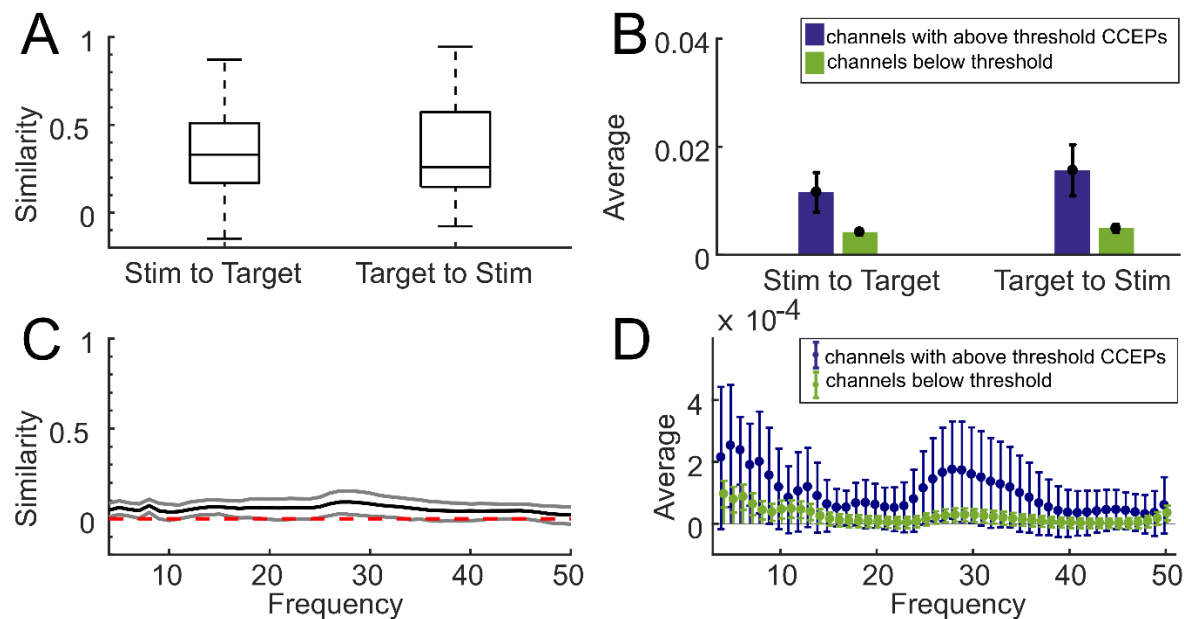 A
1
0.5
0
Similarity
Stim to Target
Target to Stim
B
channels with above threshold CCEPs
channels below threshold
0.04
0.02
0
Average
Stim to Target
Target to Stim
C
1
0.5
0
Similarity
10
20
30
40
50
Frequency
x 10-4
D
channels with above threshold CCEPs
channels below threshold
4
2
0
Average
10
20
30
40
50
Frequency